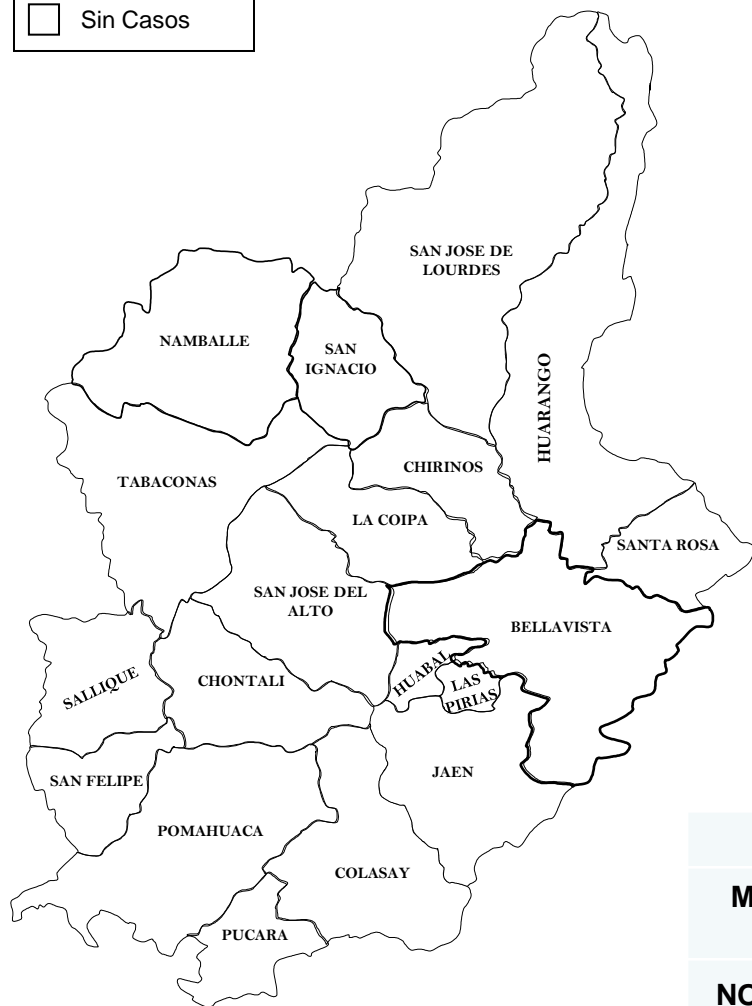 Sin Casos
SAN JOSE DE
LOURDES
NAMBALLE
SAN
IGNACIO
HUARANGO
CHIRINOS
TABACONAS
LA COIPA
SANTA ROSA
SAN JOSE DEL
ALTO
BELLAVISTA
HUABAL
LAS
PIRIAS
SALLIQUE
CHONTALI
JAEN
SAN FELIPE
POMAHUACA
COLASAY
M
PUCARA
NO